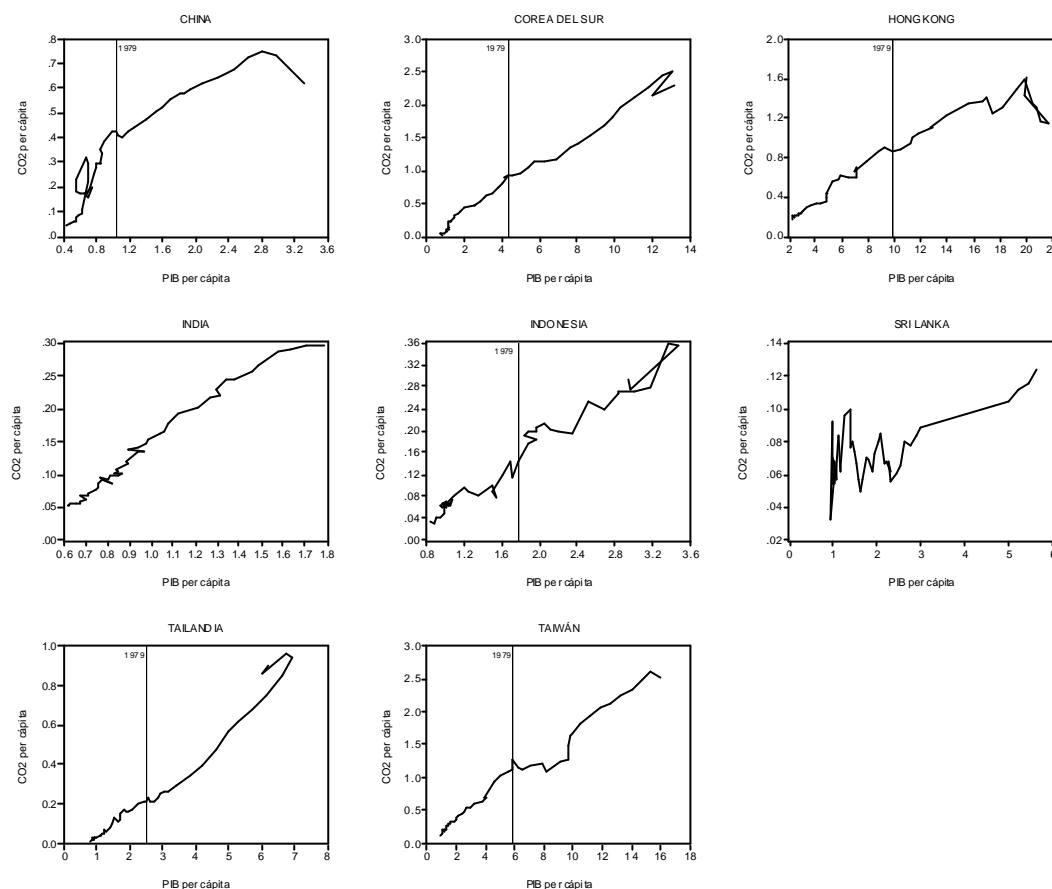 CHINA
.8
.7
.6
.5
.4
.3
.2
.1
.0
0.4 0.8 1.2 1.6 2.0 2.4 2.8 3.2 3.6
1979
CO2 per cápita
PIB per cápita
COREA DEL SUR
3.0
2.5
2.0
1.5
1.0
0.5
0.0
0 2 4 6 8 10 12 14
1979
CO2 per cápita
PIB per cápita
HONG KONG
2.0
1.6
1.2
0.8
0.4
0.0
2 4 6 8 10 12 14 16 18 20
1979
CO2 per cápita
PIB per cápita
INDIA
.30
.25
.20
.15
.10
.05
.00
0.6 0.7 0.8 0.9 1.0 1.1 1.2 1.3 1.4 1.5 1.6 1.7 1.8
CO2 per cápita
PIB per cápita
INDONESIA
.36
.32
.28
.24
.20
.16
.12
.08
.04
.00
0.8 1.2 1.6 2.0 2.4 2.8 3.2 3.6
1979
CO2 per cápita
PIB per cápita
SRI LANKA
.14
.12
.10
.08
.06
.04
.02
0 1 2 3 4 5
CO2 per cápita
PIB per cápita
TAILANDIA
1.0
0.8
0.6
0.4
0.2
0.0
0 1 2 3 4 5 6 7 8
1979
CO2 per cápita
PIB per cápita
TAIWÁN
3.0
2.5
2.0
1.5
1.0
0.5
0.0
0 2 4 6 8 10 12 14 16 18
1979
CO2 per cápita
PIB per cápita